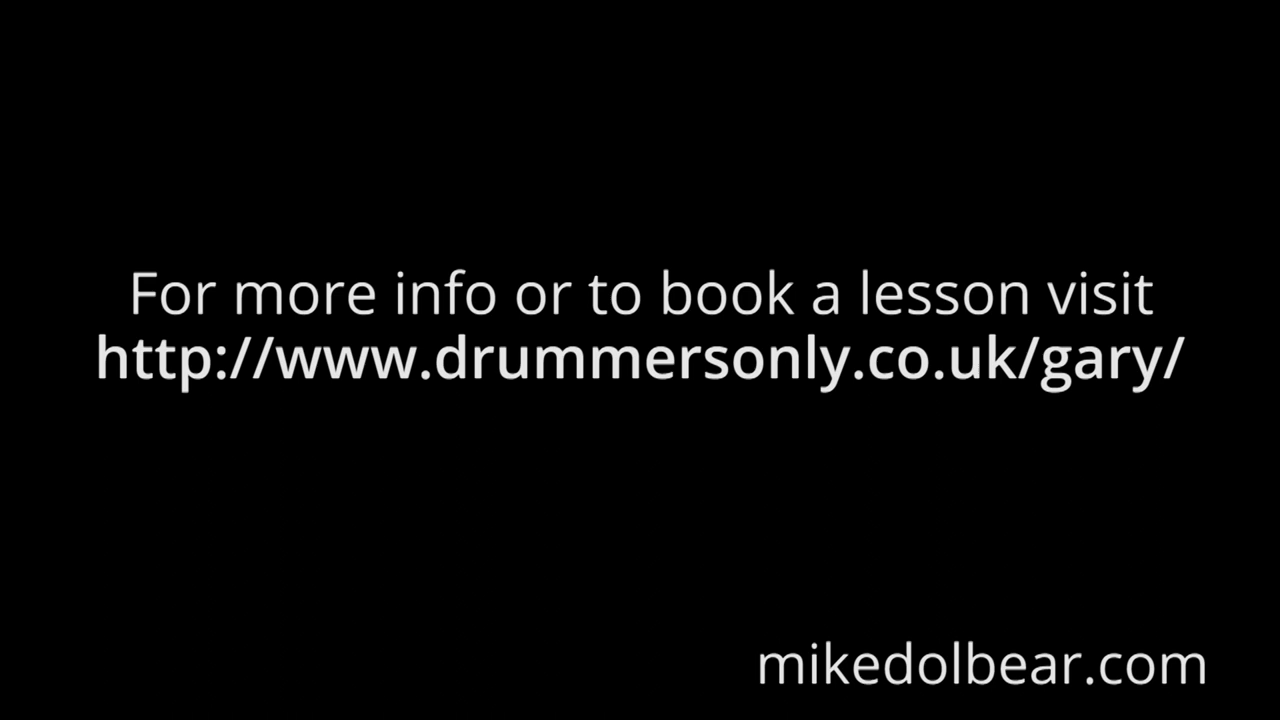 For more info or to book a lesson visit
http://www.drummersonly.co.uk/gary/
mikedolbear.com